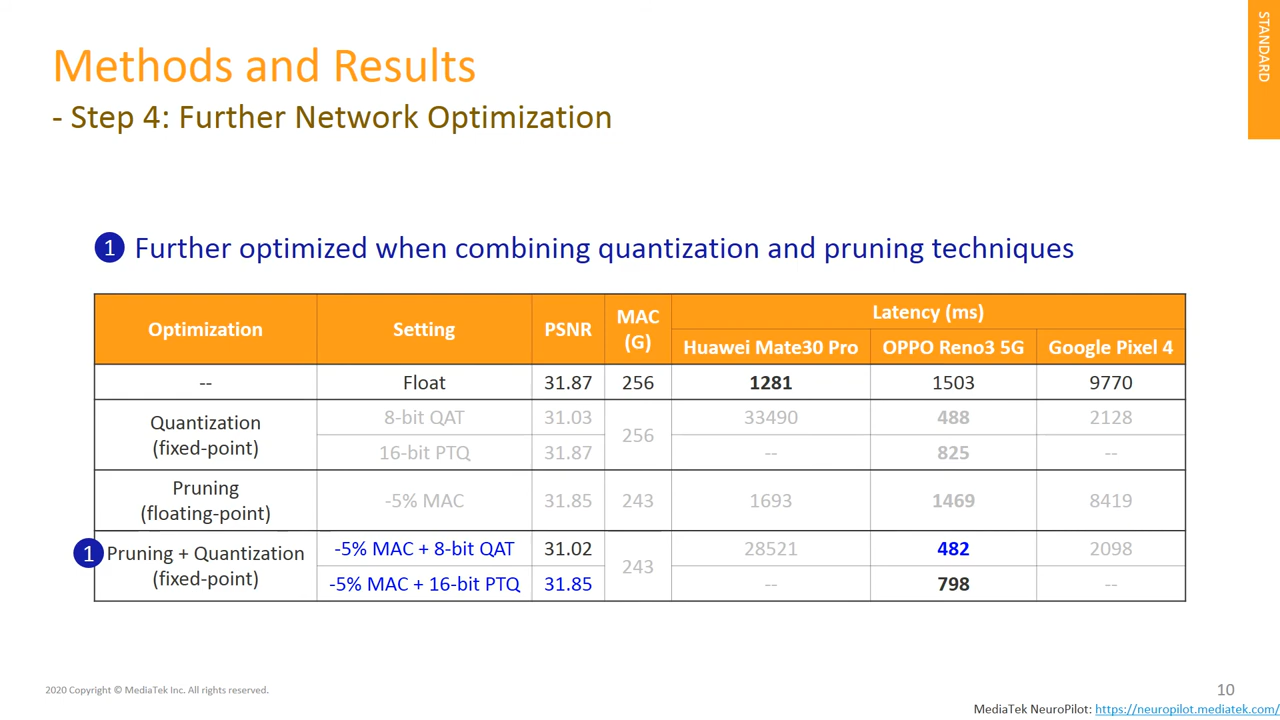 STANDARD
Methods and Results
- Step 4: Further Network Optimization
1 Further optimized when combining quantization and pruning techniques
Optimization Setting PSNR MAC (G) Latency (ms)
Huawei Mate30 Pro OPPO Reno3 5G Google Pixel 4
-- Float 31.87 256 1281 1503 9770
Quantization (fixed-point) 8-bit QAT 31.03 256 33490 488 2128
16-bit PTQ 31.87 -- 825 --
Pruning (floating-point) -5% MAC 31.85 243 1693 1469 8419
1 Pruning + Quantization (fixed-point) -5% MAC + 8-bit QAT 31.02 243 28521 482 2098
-5% MAC + 16-bit PTQ 31.85 -- 798 --
2020 Copyright © MediaTek Inc. All rights reserved.
10
MediaTek NeuroPilot: https://neuropilot.mediatek.com/